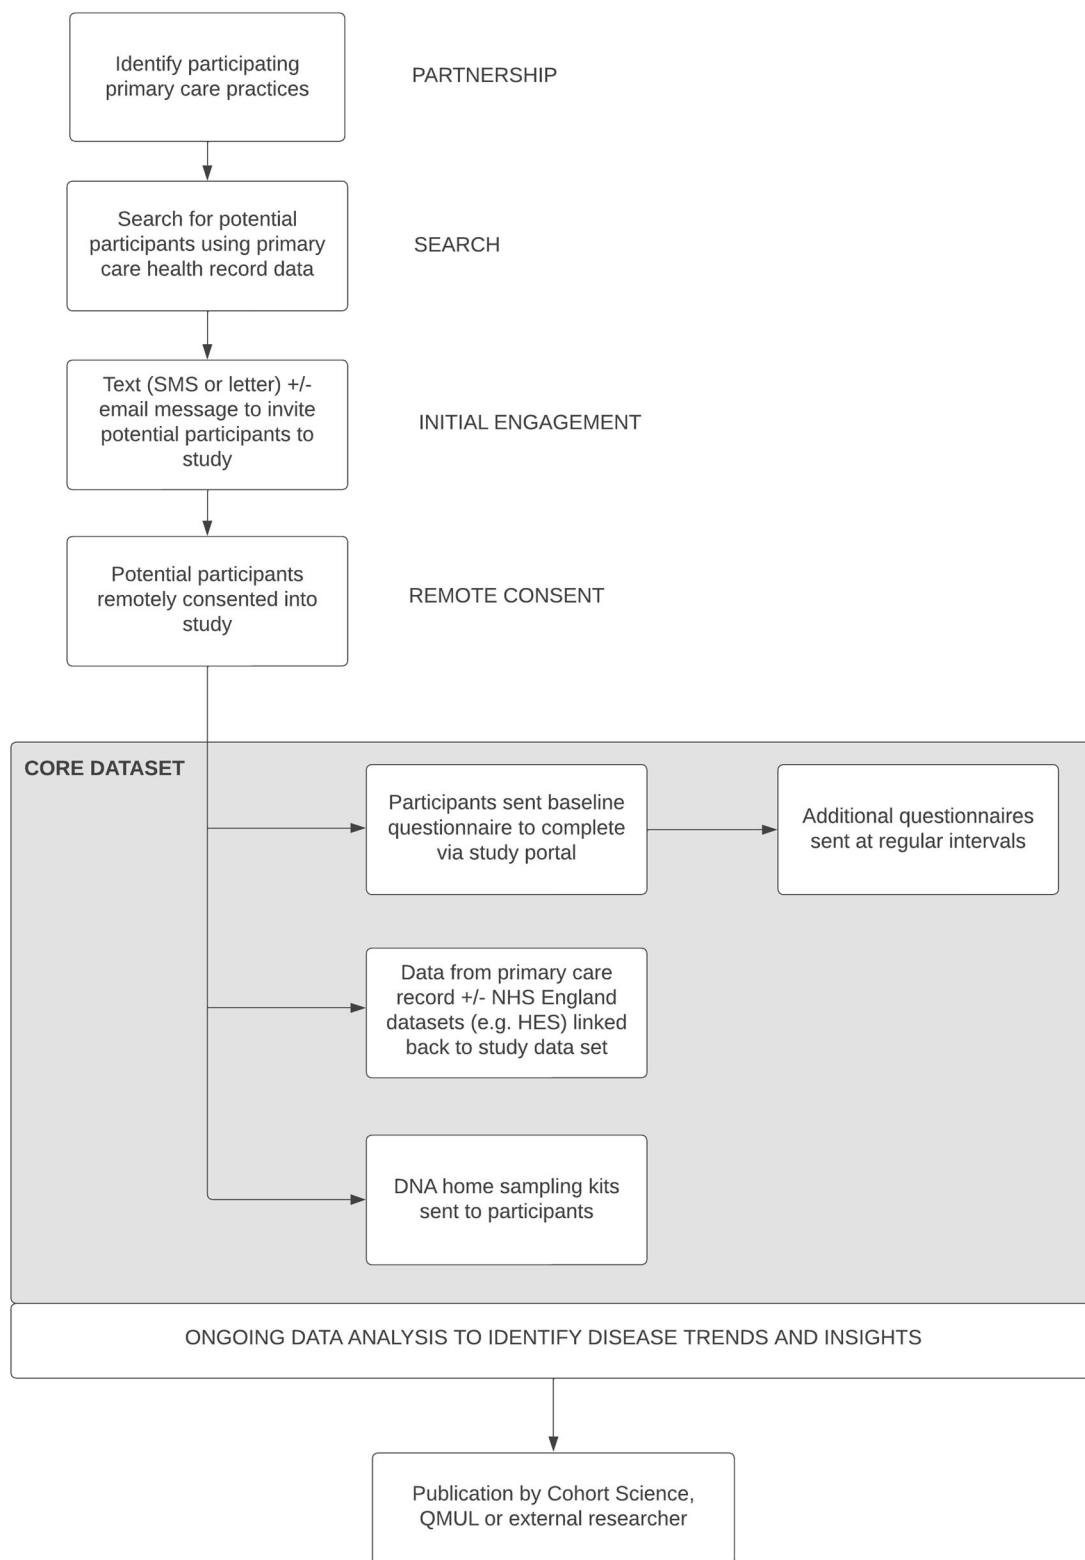 Identify participating
primary care practices
PARTNERSHIP
Search for potential
participants using primary
care health record data
SEARCH
Text (SMS or letter) +/-
email message to invite
potential participants to
study
INITIAL ENGAGEMENT
Potential participants
remotely consented into
study
REMOTE CONSENT
CORE DATASET
Participants sent baseline
questionnaire to complete
via study portal
Additional questionnaires
sent at regular intervals
Data from primary care
record +/- NHS England
datasets (e.g. HES) linked
back to study data set
DNA home sampling kits
sent to participants
ONGOING DATA ANALYSIS TO IDENTIFY DISEASE TRENDS AND INSIGHTS
Publication by Cohort Science,
QMUL or external researcher